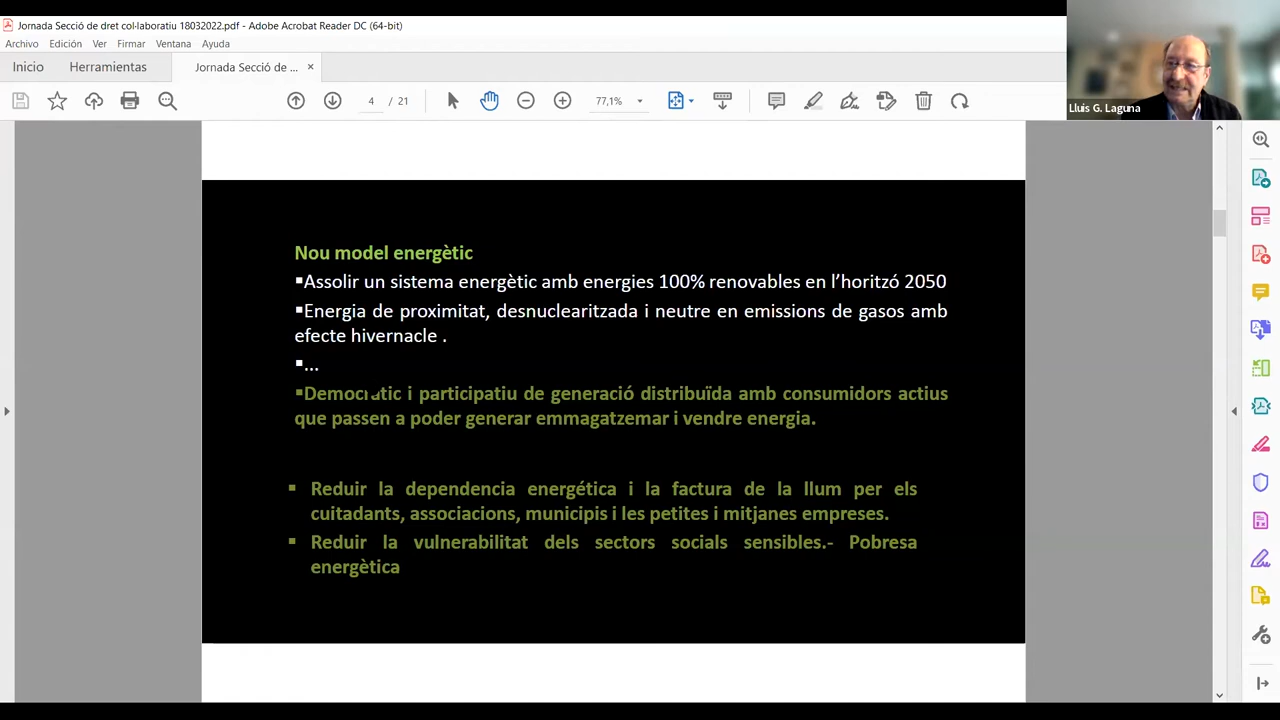 Jornada Secció de dret col·laboratiu 18032022.pdf - Adobe Acrobat Reader DC (64-bit)
Archivo Edición Ver Firmar Ventana Ayuda
Inicio Herramientas Jornada Secció de ... ×
4 / 21 77,1%
Lluis G. Laguna
Nou model energètic
▪Assolir un sistema energètic amb energies 100% renovables en l’horitzó 2050
▪Energia de proximitat, desnuclearitzada i neutre en emissions de gasos amb
efecte hivernacle .
▪...
▪Democràtic i participatiu de generació distribuïda amb consumidors actius
que passen a poder generar emmagatzemar i vendre energia.
▪ Reduir la dependencia energética i la factura de la llum per els
cuitadants, associacions, municipis i les petites i mitjanes empreses.
▪ Reduir la vulnerabilitat dels sectors socials sensibles.- Pobresa
energètica